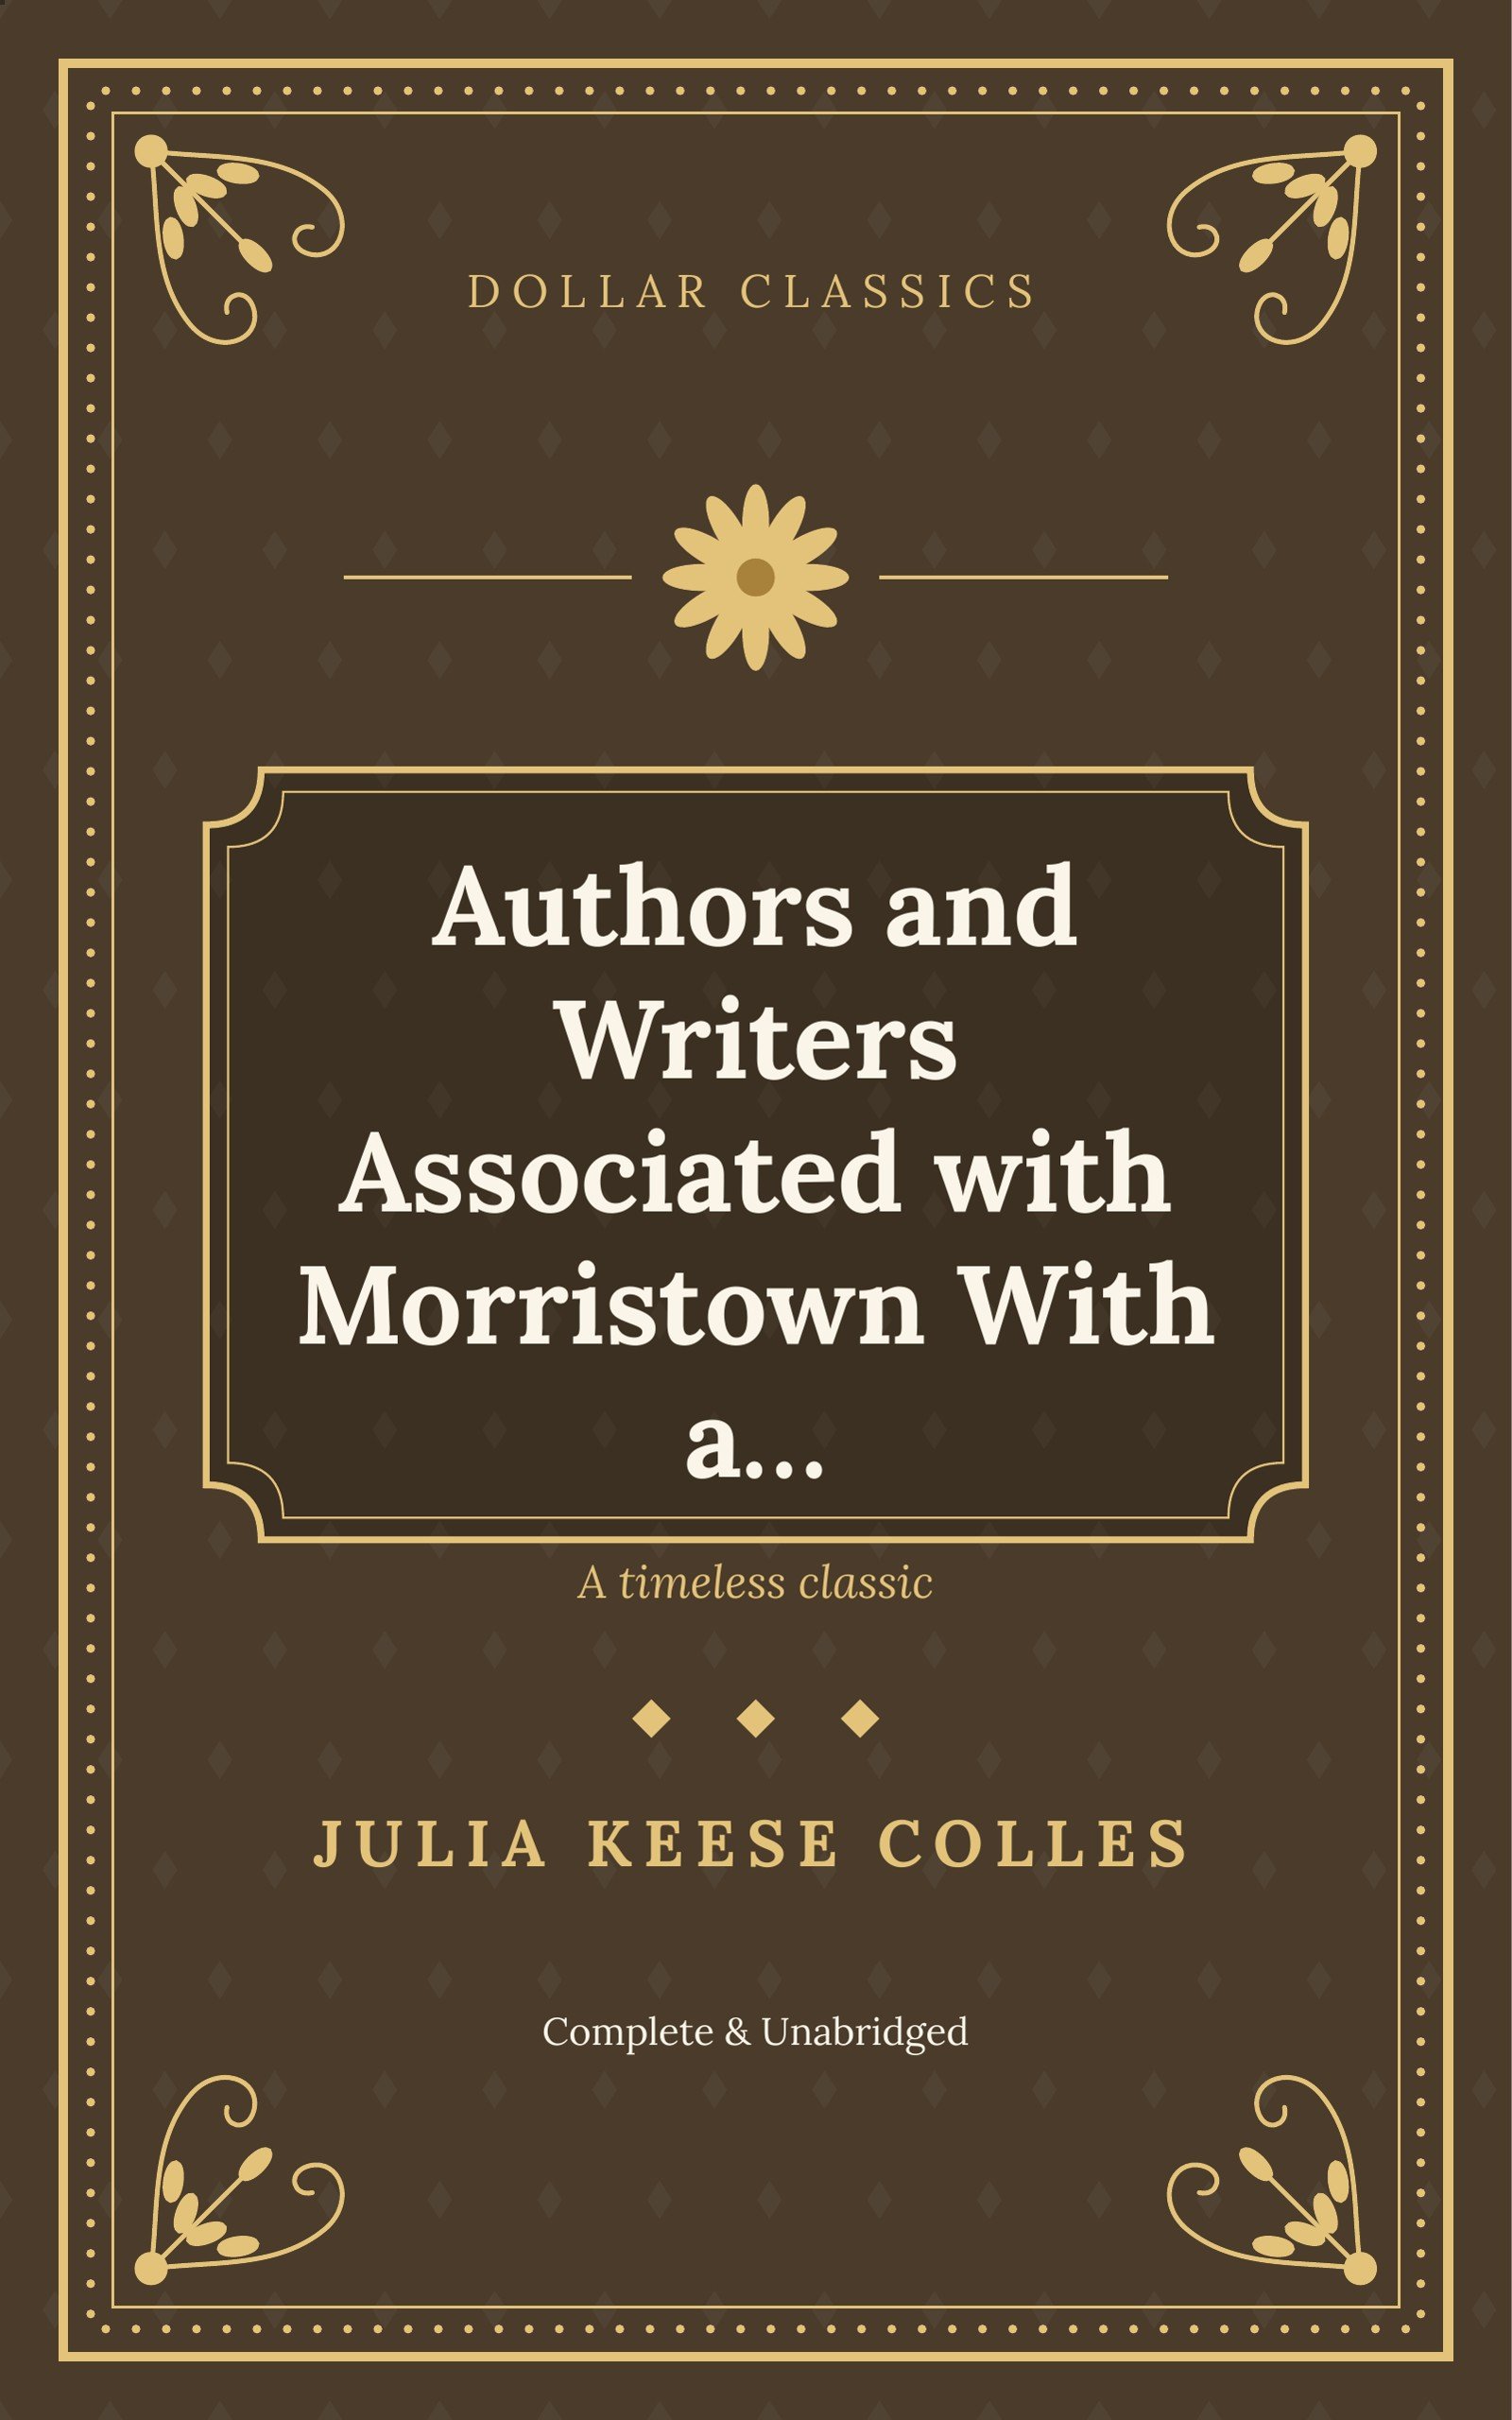 DOLLAR CLASSICS
Authors and
Writers
Associated with
Morristown With
a...
A timeless classic
JULIA KEESE COLLES
Complete & Unabridged